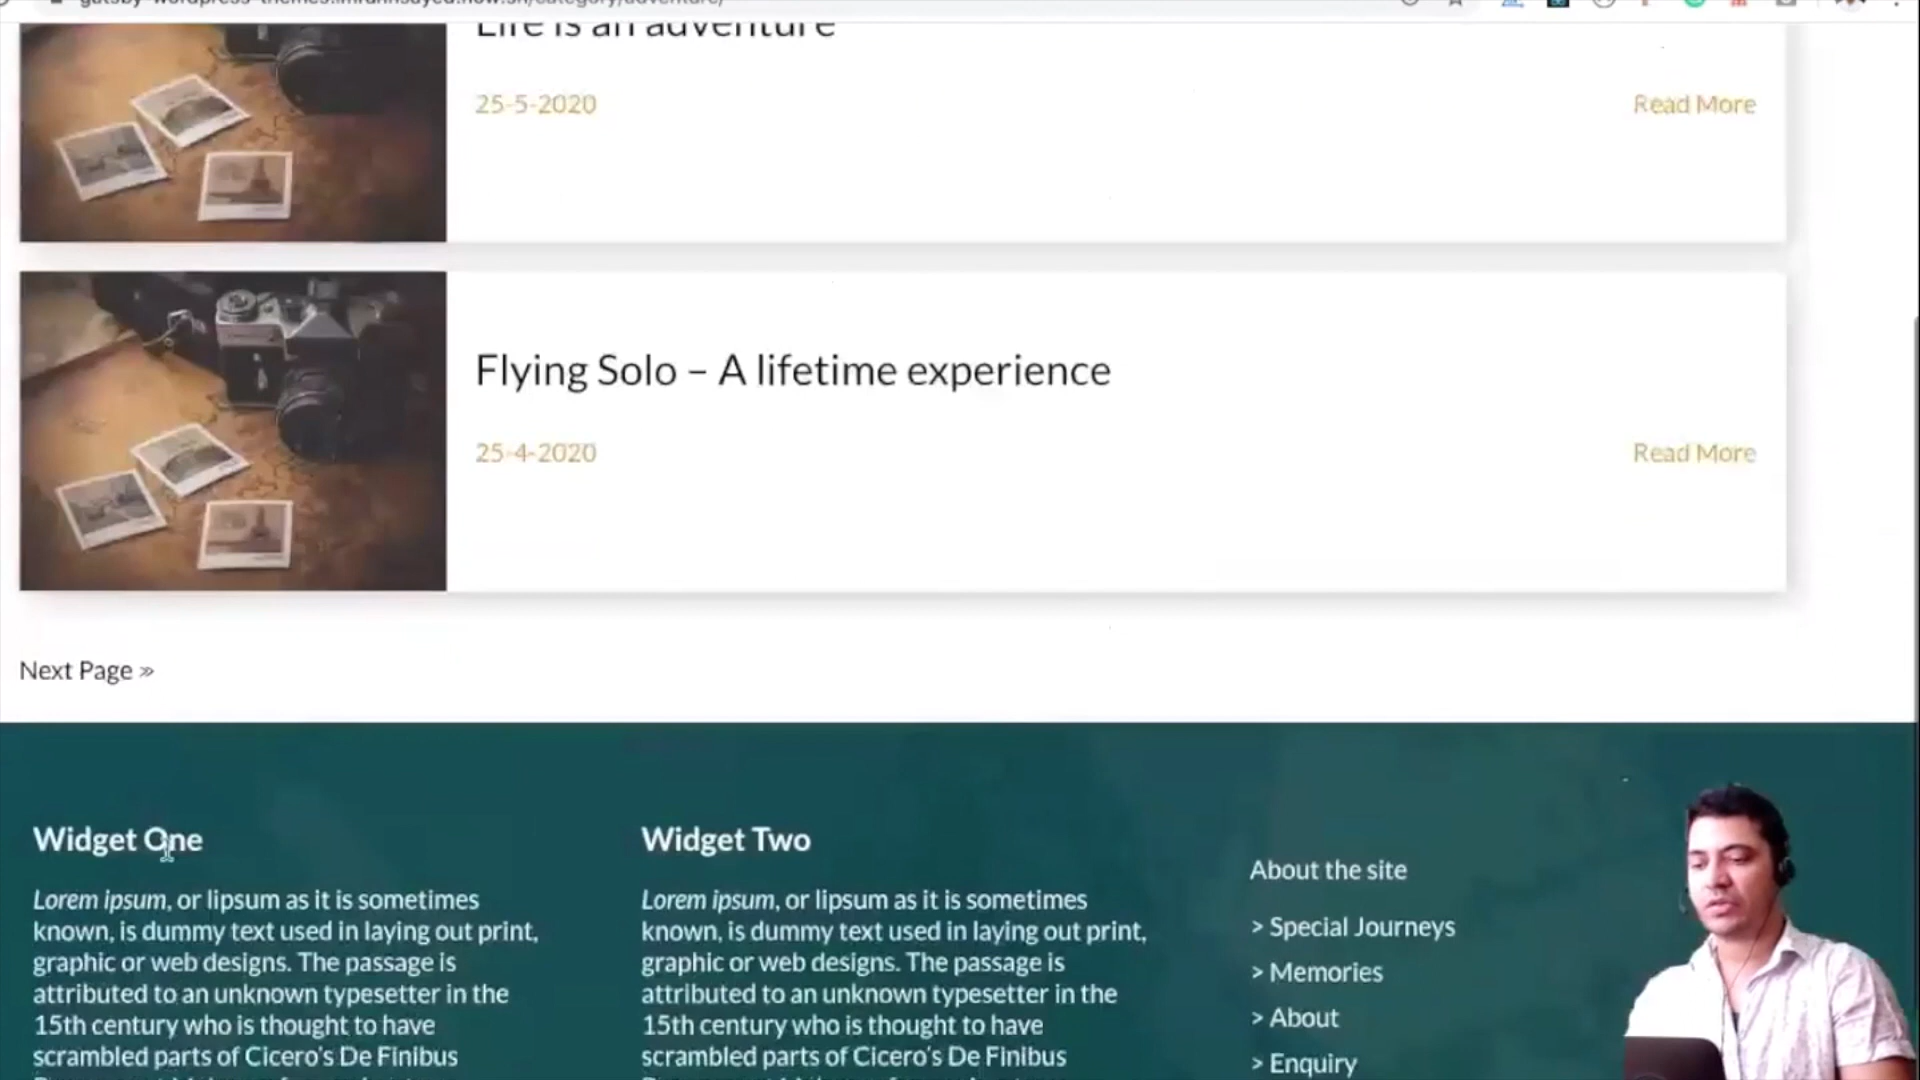 Life is an adventure
25-5-2020
Read More
Flying Solo – A lifetime experience
25-4-2020
Read More
Next Page »
Widget One
Lorem ipsum, or lipsum as it is sometimes
known, is dummy text used in laying out print,
graphic or web designs. The passage is
attributed to an unknown typesetter in the
15th century who is thought to have
scrambled parts of Cicero's De Finibus
Widget Two
Lorem ipsum, or lipsum as it is sometimes
known, is dummy text used in laying out print,
graphic or web designs. The passage is
attributed to an unknown typesetter in the
15th century who is thought to have
scrambled parts of Cicero's De Finibus
About the site
> Special Journeys
> Memories
> About
> Enquiry